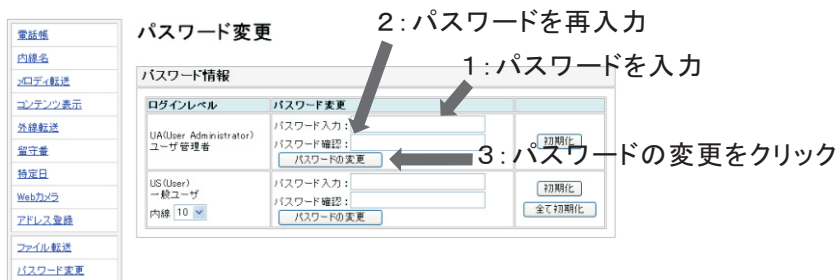 電話帳
内線名
メロディ転送
コンテンツ表示
外線転送
留守番
特定日
Webカメラ
アドレス登録
ファイル転送
パスワード変更
パスワード変更
2：パスワードを再入力
1：パスワードを入力
パスワード情報
ログインレベル パスワード変更
UA(User Administrator)
ユーザ管理者
パスワード入力：
パスワード確認：
パスワードの変更
初期化
3：パスワードの変更をクリック
US(User)
一般ユーザ
内線 10
パスワード入力：
パスワード確認：
パスワードの変更
初期化
全て初期化